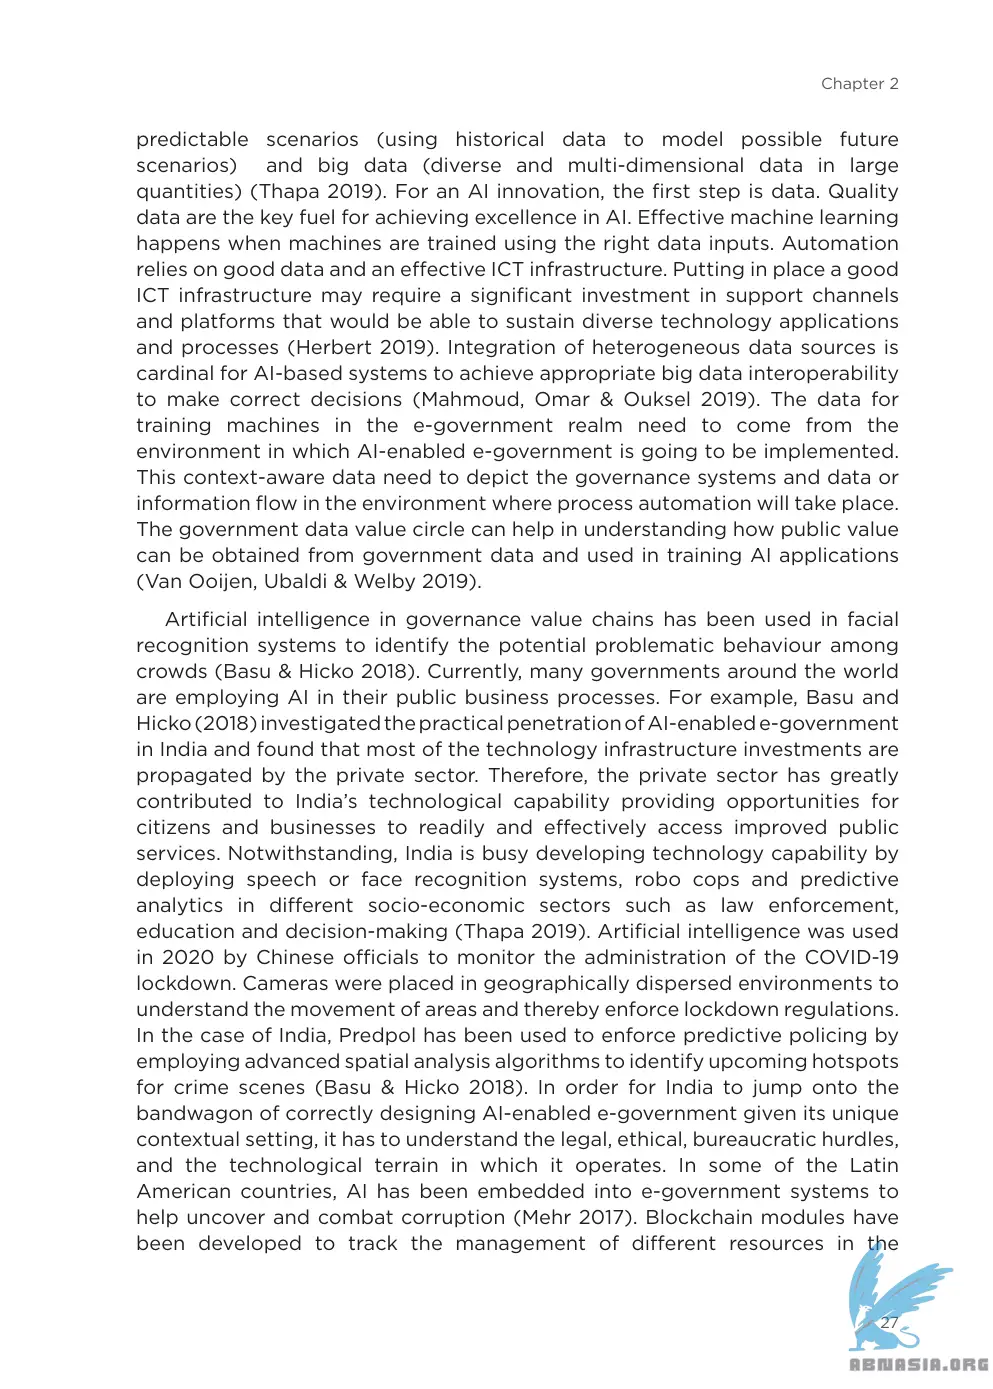 Chapter 2
predictable scenarios (using historical data to model possible future
scenarios) and big data (diverse and multi-dimensional data in large
quantities) (Thapa 2019). For an AI innovation, the first step is data. Quality
data are the key fuel for achieving excellence in AI. Effective machine learning
happens when machines are trained using the right data inputs. Automation
relies on good data and an effective ICT infrastructure. Putting in place a good
ICT infrastructure may require a significant investment in support channels
and platforms that would be able to sustain diverse technology applications
and processes (Herbert 2019). Integration of heterogeneous data sources is
cardinal for AI-based systems to achieve appropriate big data interoperability
to make correct decisions (Mahmoud, Omar & Ouksel 2019). The data for
training machines in the e-government realm need to come from the
environment in which AI-enabled e-government is going to be implemented.
This context-aware data need to depict the governance systems and data or
information flow in the environment where process automation will take place.
The government data value circle can help in understanding how public value
can be obtained from government data and used in training AI applications
(Van Ooijen, Ubaldi & Welby 2019).
Artificial intelligence in governance value chains has been used in facial
recognition systems to identify the potential problematic behaviour among
crowds (Basu & Hicko 2018). Currently, many governments around the world
are employing AI in their public business processes. For example, Basu and
Hicko (2018) investigated the practical penetration of AI-enabled e-government
in India and found that most of the technology infrastructure investments are
propagated by the private sector. Therefore, the private sector has greatly
contributed to India’s technological capability providing opportunities for
citizens and businesses to readily and effectively access improved public
services. Notwithstanding, India is busy developing technology capability by
deploying speech or face recognition systems, robo cops and predictive
analytics in different socio-economic sectors such as law enforcement,
education and decision-making (Thapa 2019). Artificial intelligence was used
in 2020 by Chinese officials to monitor the administration of the COVID-19
lockdown. Cameras were placed in geographically dispersed environments to
understand the movement of areas and thereby enforce lockdown regulations.
In the case of India, Predpol has been used to enforce predictive policing by
employing advanced spatial analysis algorithms to identify upcoming hotspots
for crime scenes (Basu & Hicko 2018). In order for India to jump onto the
bandwagon of correctly designing AI-enabled e-government given its unique
contextual setting, it has to understand the legal, ethical, bureaucratic hurdles,
and the technological terrain in which it operates. In some of the Latin
American countries, AI has been embedded into e-government systems to
help uncover and combat corruption (Mehr 2017). Blockchain modules have
been developed to track the management of different resources in the
27
ABNASIA.ORG